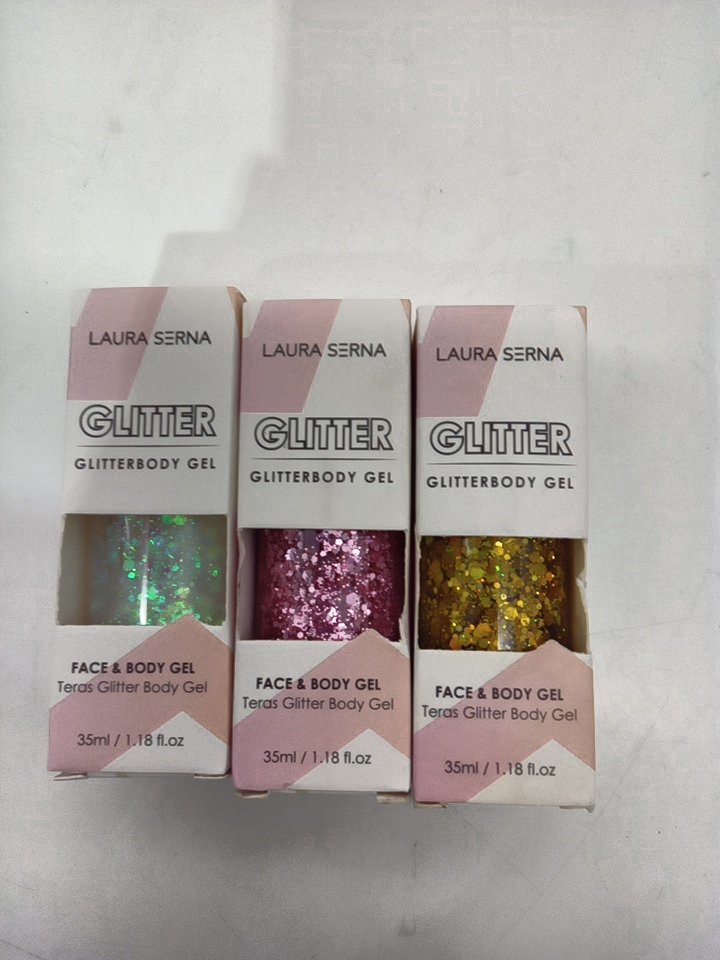 LAURA SERNA
GLITTER
GLITTERBODY GEL
FACE & BODY GEL
Teras Glitter Body Gel
35ml / 1.18 fl.oz
LAURA SERNA
GLITTER
GLITTERBODY GEL
FACE & BODY GEL
Teras Glitter Body Gel
35ml / 1.18 fl.oz
LAURA SERNA
GLITTER
GLITTERBODY GEL
FACE & BODY GEL
Teras Glitter Body Gel
35ml / 1.18 fl.oz